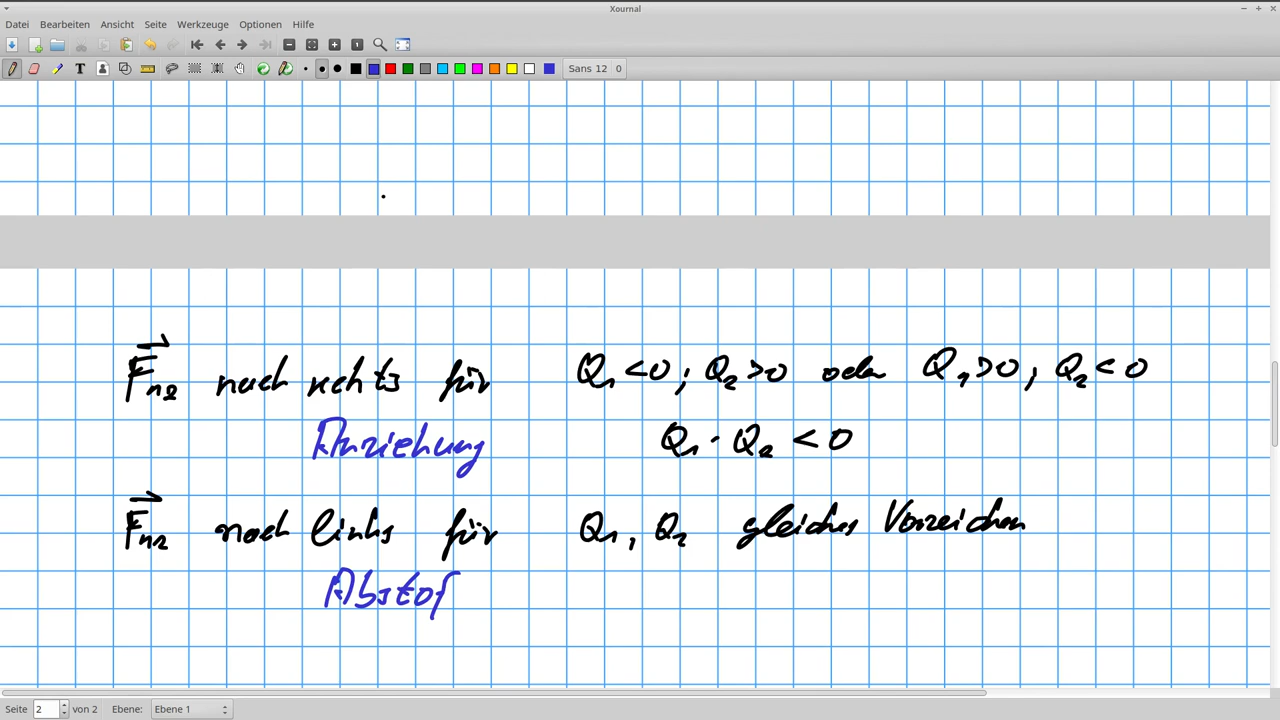 Xournal
Datei Bearbeiten Ansicht Seite Werkzeuge Optionen Hilfe
Sans 12 0
F⃗₁₂ nach rechts für Q₁ <0 ; Q₂ >0 oder Q₁ >0 ; Q₂ < 0
Anziehung Q₁ · Q₂ < 0
F⃗₁₂ nach links für Q₁ , Q₂ gleiches Vorzeichen
Abstoß
Seite 2 von 2 Ebene: Ebene 1